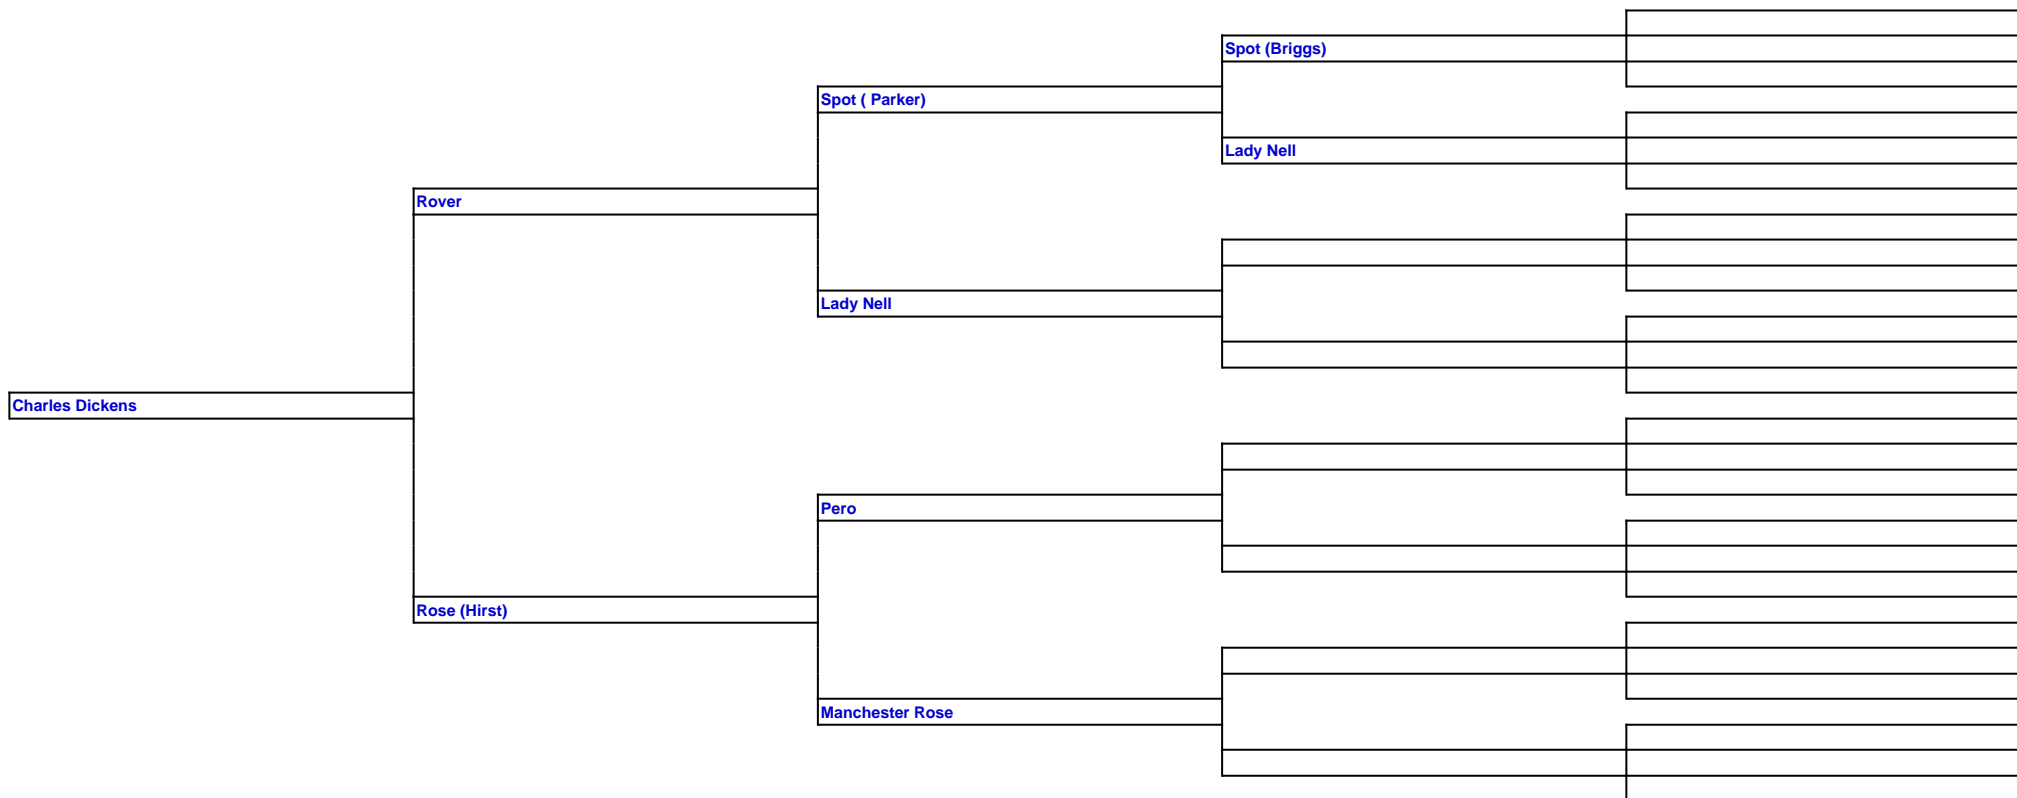 Spot (Briggs)
Spot ( Parker)
Lady Nell
Rover
Lady Nell
Charles Dickens
Pero
Rose (Hirst)
Manchester Rose